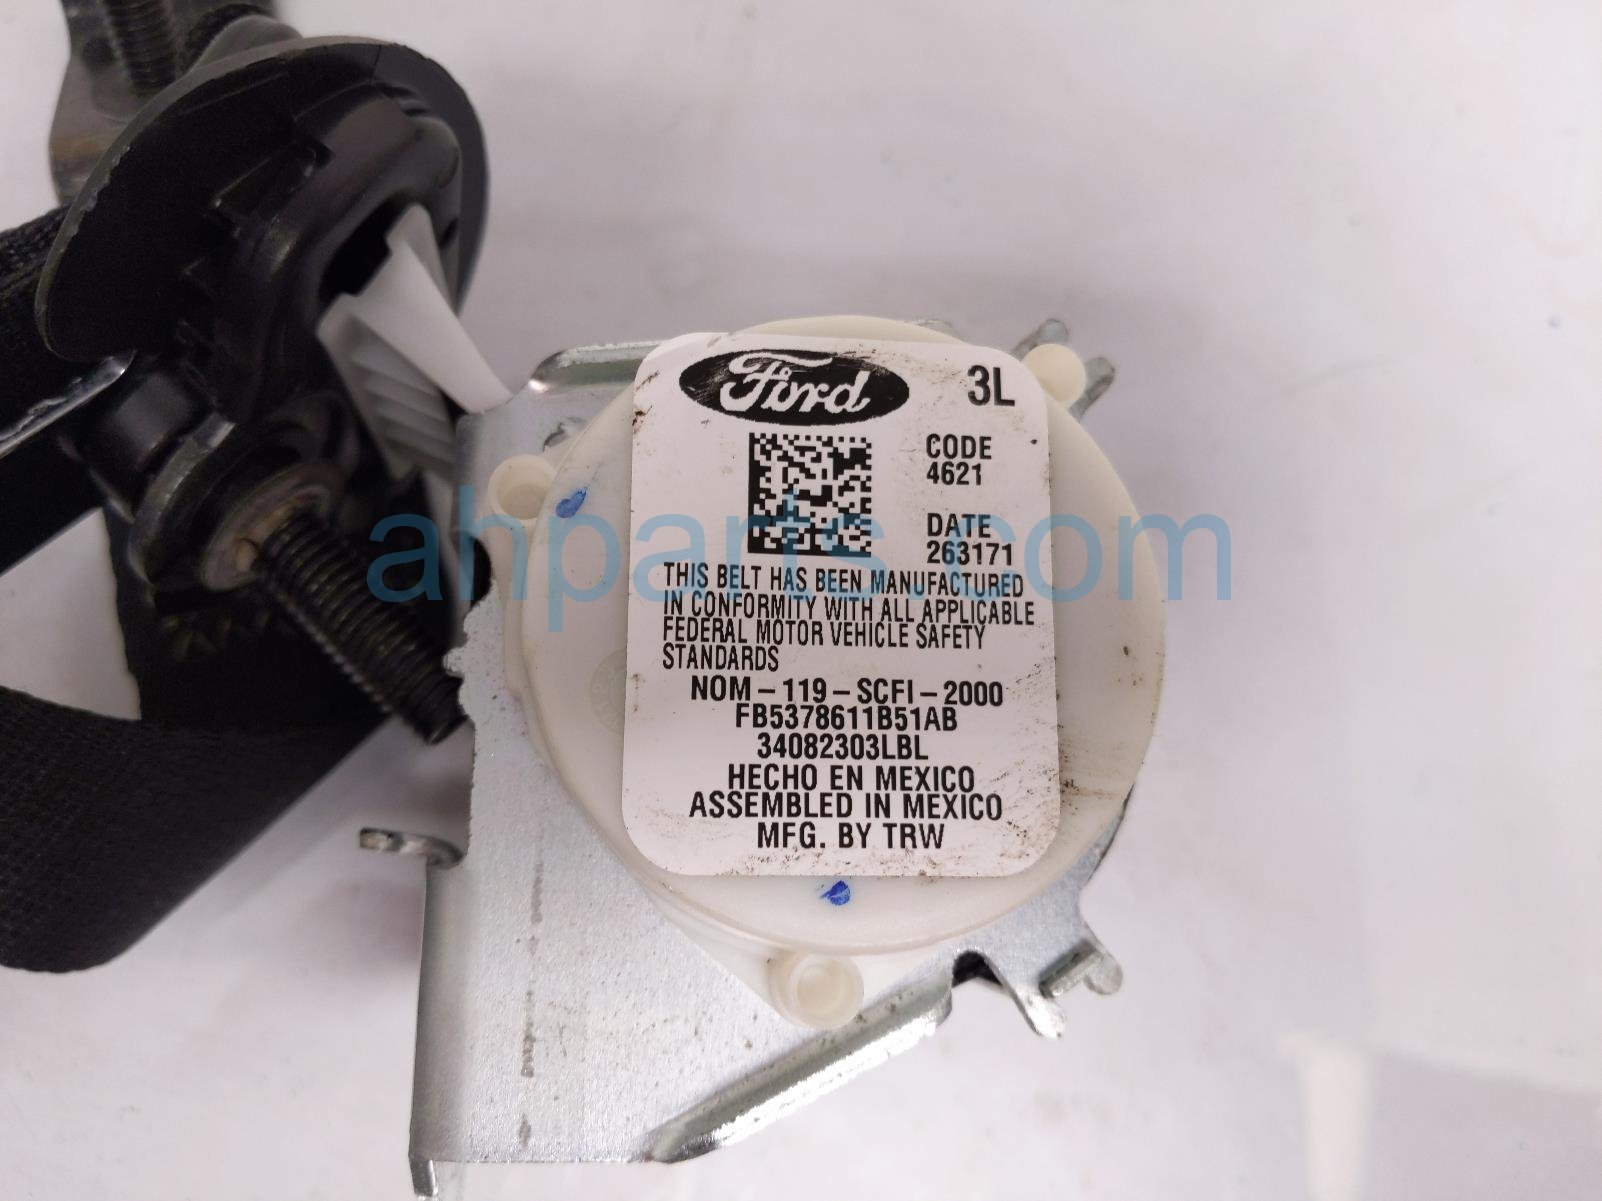 Ford
3L
CODE
4621
DATE
263171
THIS BELT HAS BEEN MANUFACTURED
IN CONFORMITY WITH ALL APPLICABLE
FEDERAL MOTOR VEHICLE SAFETY
STANDARDS
NOM-119-SCFI-2000
FB5378611B51AB
34082303LBL
HECHO EN MEXICO
ASSEMBLED IN MEXICO
MFG. BY TRW
ahparts.com